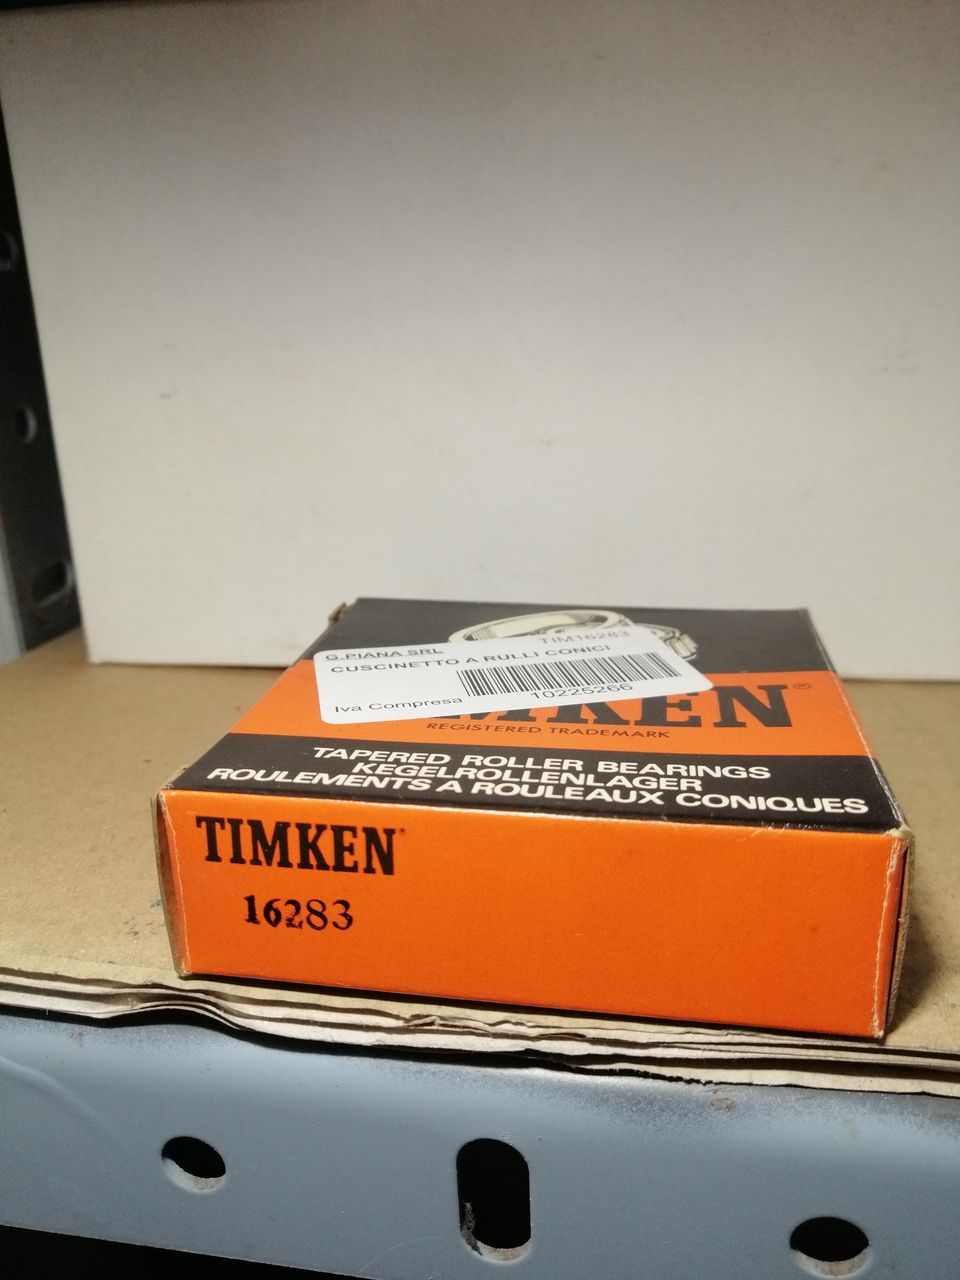 TIM16283
G.PIANA SRL
CUSCINETTO A RULLI CONICI
Iva Compresa
10225266
MKEN®
REGISTERED TRADEMARK
TAPERED ROLLER BEARINGS
KEGELROLLENLAGER
ROULEMENTS A ROULEAUX CONIQUES
TIMKEN
16283